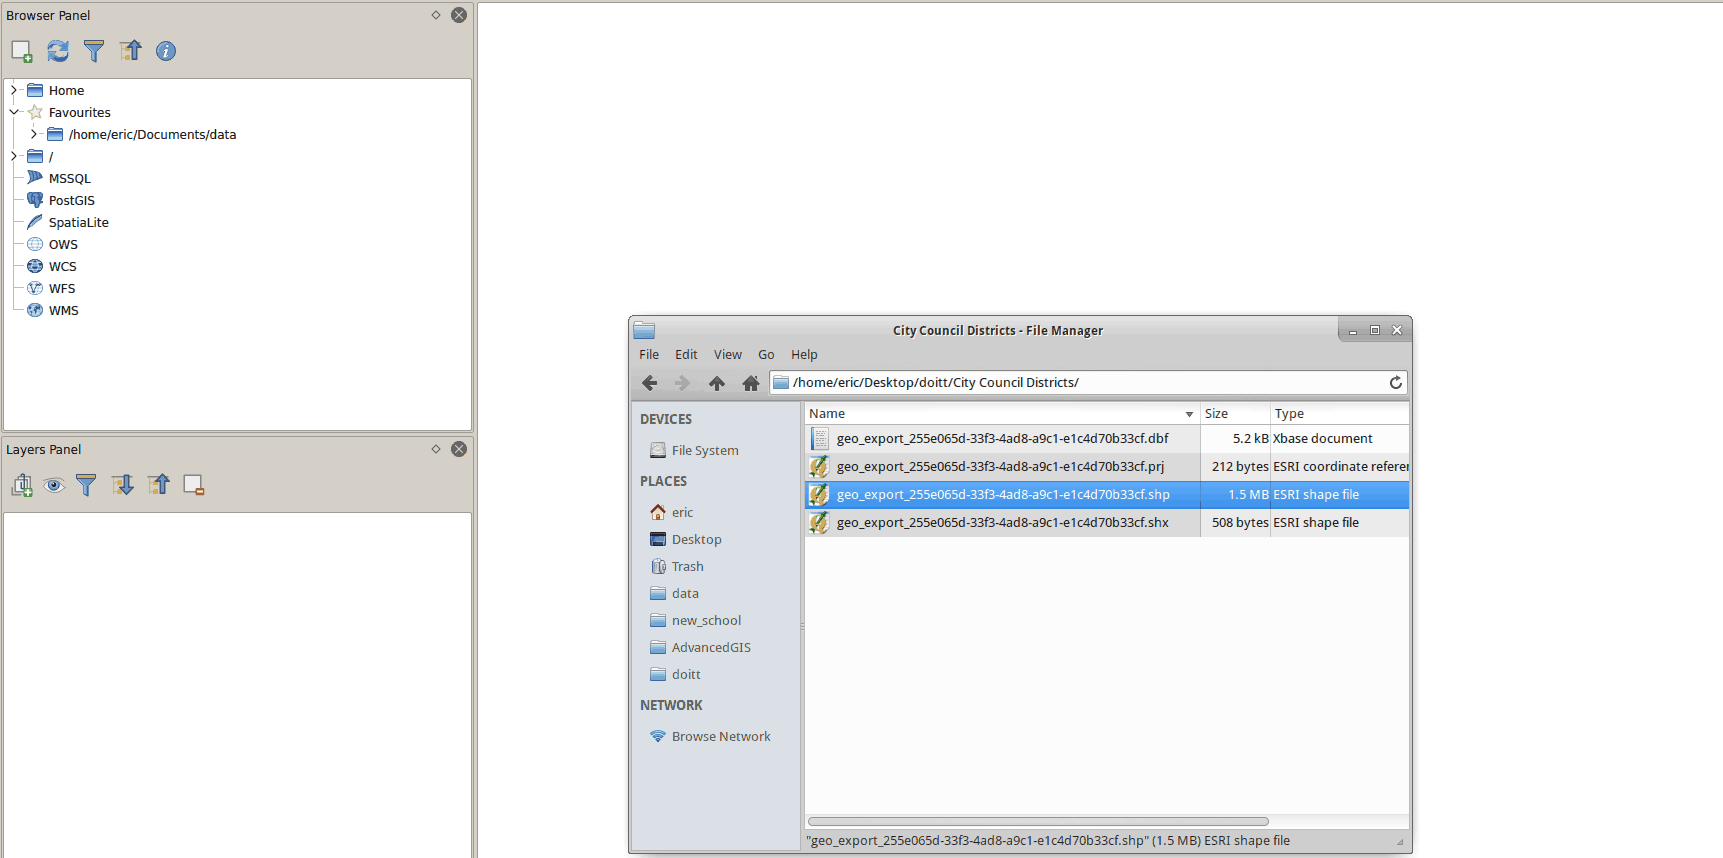 Browser Panel
Home
Favourites
/home/eric/Documents/data
/
MSSQL
PostGIS
SpatiaLite
OWS
WCS
WFS
WMS
Layers Panel
City Council Districts - File Manager
File Edit View Go Help
/home/eric/Desktop/doitt/City Council Districts/
DEVICES
File System
PLACES
eric
Desktop
Trash
data
new_school
AdvancedGIS
doitt
NETWORK
Browse Network
Name Size Type
geo_export_255e065d-33f3-4ad8-a9c1-e1c4d70b33cf.dbf 5.2 kB Xbase document
geo_export_255e065d-33f3-4ad8-a9c1-e1c4d70b33cf.prj 212 bytes ESRI coordinate referen
geo_export_255e065d-33f3-4ad8-a9c1-e1c4d70b33cf.shp 1.5 MB ESRI shape file
geo_export_255e065d-33f3-4ad8-a9c1-e1c4d70b33cf.shx 508 bytes ESRI shape file
"geo_export_255e065d-33f3-4ad8-a9c1-e1c4d70b33cf.shp" (1.5 MB) ESRI shape file